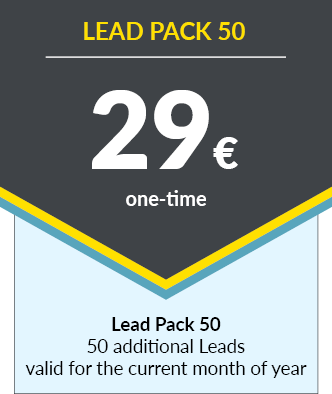 LEAD PACK 50
29€
one-time
Lead Pack 50
50 additional Leads
valid for the current month of year